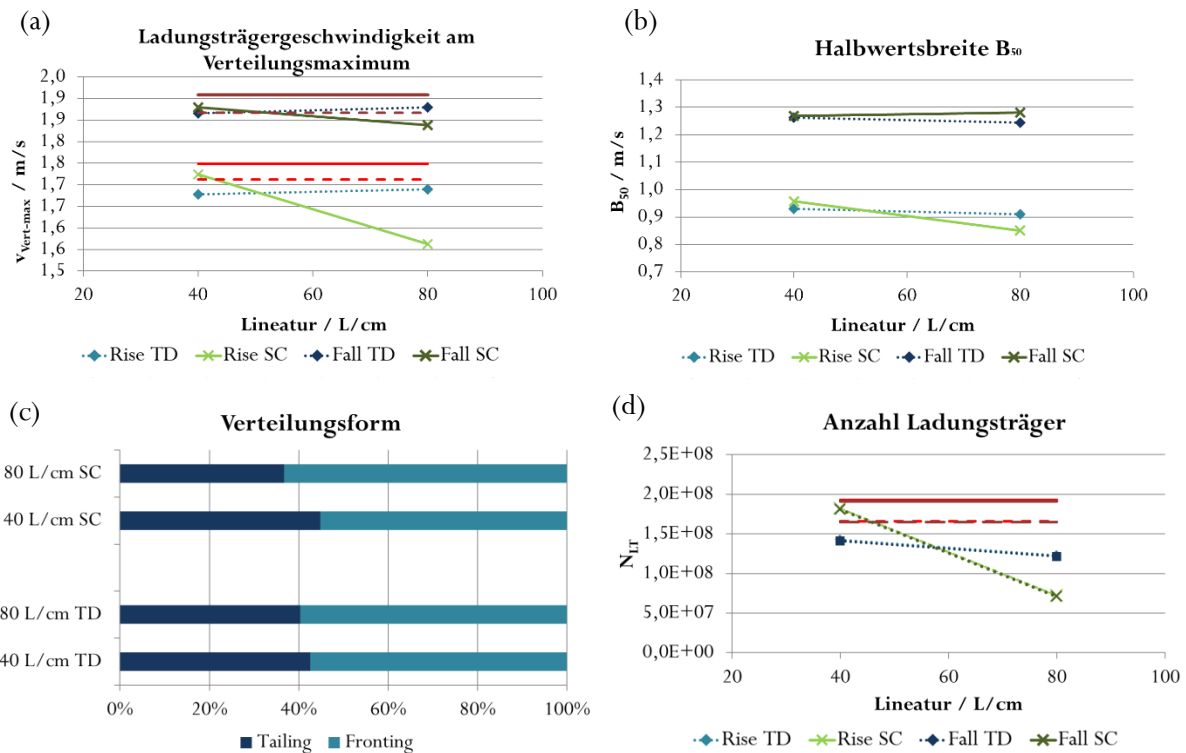 (a)
Ladungsträgergeschwindigkeit am
Verteilungsmaximum
2,0
1,9
1,9
1,8
1,8
1,7
1,7
1,6
1,6
1,5
v_Vert-max / m/s
20
40
60
80
100
Lineatur / L/cm
Rise TD
Rise SC
Fall TD
Fall SC
(b)
Halbwertsbreite B₅₀
1,4
1,3
1,2
1,1
1,0
0,9
0,8
0,7
B₅₀ / m/s
20
40
60
80
100
Lineatur / L/cm
Rise TD
Rise SC
Fall TD
Fall SC
(c)
Verteilungsform
80 L/cm SC
40 L/cm SC
80 L/cm TD
40 L/cm TD
0%
20%
40%
60%
80%
100%
Tailing
Fronting
(d)
Anzahl Ladungsträger
2,5E+08
2,0E+08
1,5E+08
1,0E+08
5,0E+07
0,0E+00
N_LT
20
40
60
80
100
Lineatur / L/cm
Rise TD
Rise SC
Fall TD
Fall SC